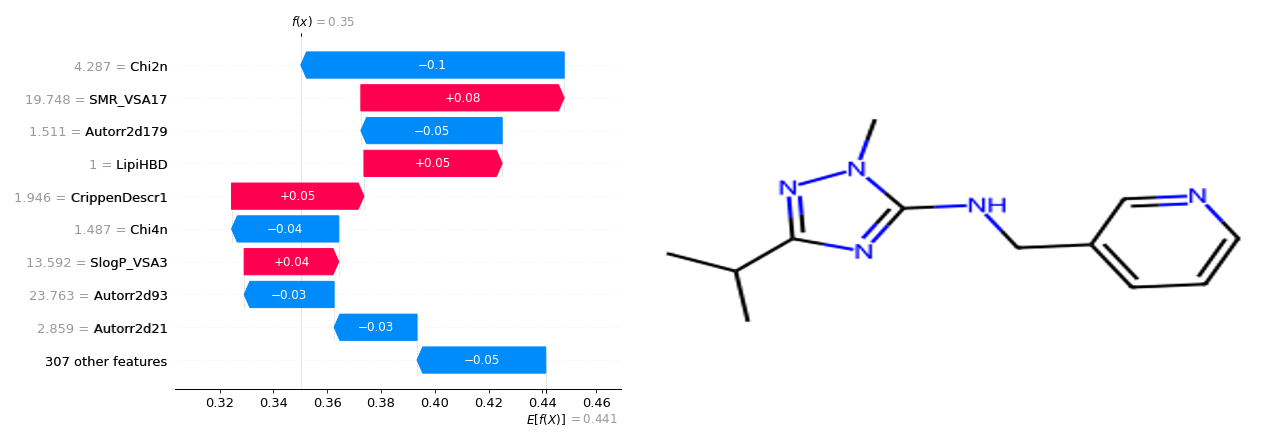 f(x) = 0.35
4.287 = Chi2n
−0.1
19.748 = SMR_VSA17
+0.08
1.511 = Autorr2d179
−0.05
1 = LipiHBD
+0.05
1.946 = CrippenDescr1
+0.05
1.487 = Chi4n
−0.04
13.592 = SlogP_VSA3
+0.04
23.763 = Autorr2d93
−0.03
2.859 = Autorr2d21
−0.03
307 other features
−0.05
0.32 0.34 0.36 0.38 0.40 0.42 0.44 0.46
E[f(X)] = 0.441
N
N
N
NH
N